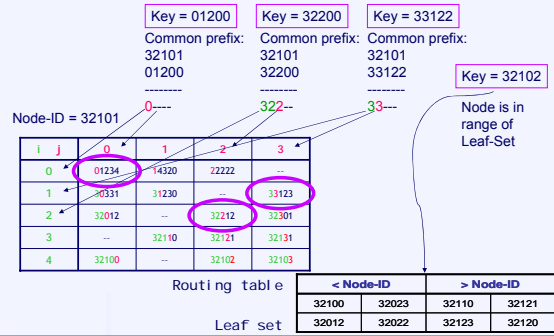 Key = 01200
Common prefix:
32101
01200
--------
0----
Key = 32200
Common prefix:
32101
32200
--------
322--
Key = 33122
Common prefix:
32101
33122
--------
33---
Key = 32102
Node is in
range of
Leaf-Set
Node-ID = 32101
i j 0 1 2 3
0 01234 14320 22222 --
1 30331 31230 -- 33123
2 32012 -- 32212 32301
3 -- 32110 32121 32131
4 32100 -- 32102 32103
Routing table
< Node-ID > Node-ID
32100 32023 32110 32121
32012 32022 32123 32120
Leaf set